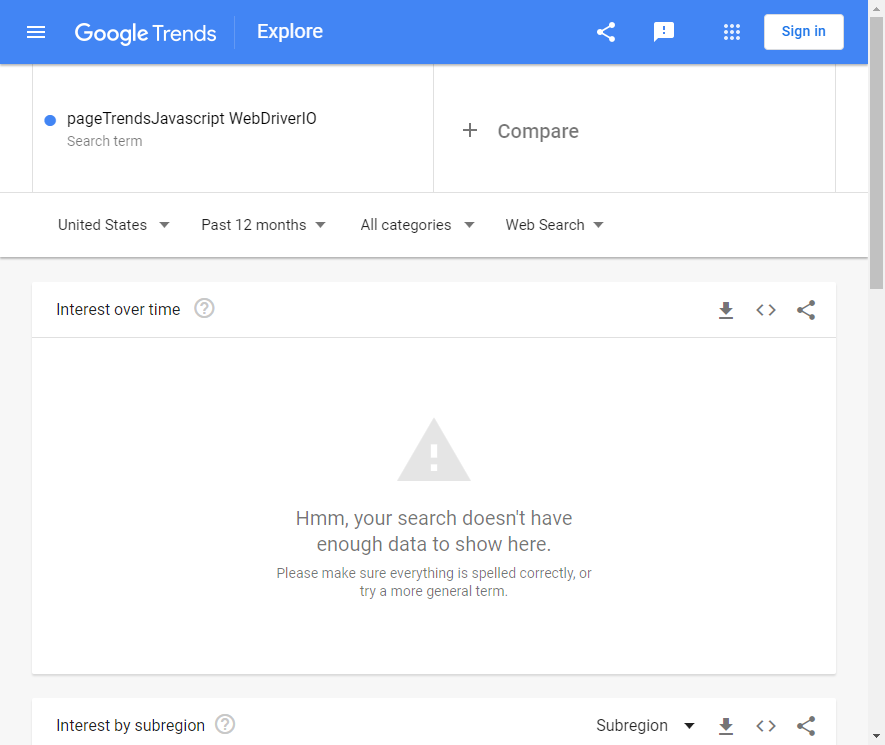 Google Trends Explore Sign in
pageTrendsJavascript WebDriverIO
Search term
+ Compare
United States Past 12 months All categories Web Search
Interest over time ?
Hmm, your search doesn't have
enough data to show here.
Please make sure everything is spelled correctly, or
try a more general term.
Interest by subregion ? Subregion